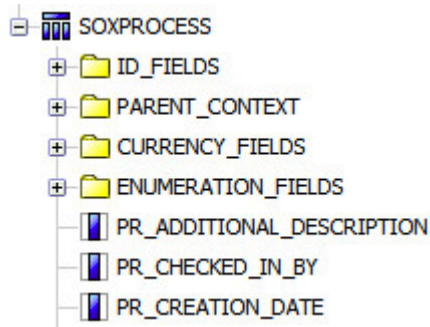 SOXPROCESS
ID_FIELDS
PARENT_CONTEXT
CURRENCY_FIELDS
ENUMERATION_FIELDS
PR_ADDITIONAL_DESCRIPTION
PR_CHECKED_IN_BY
PR_CREATION_DATE